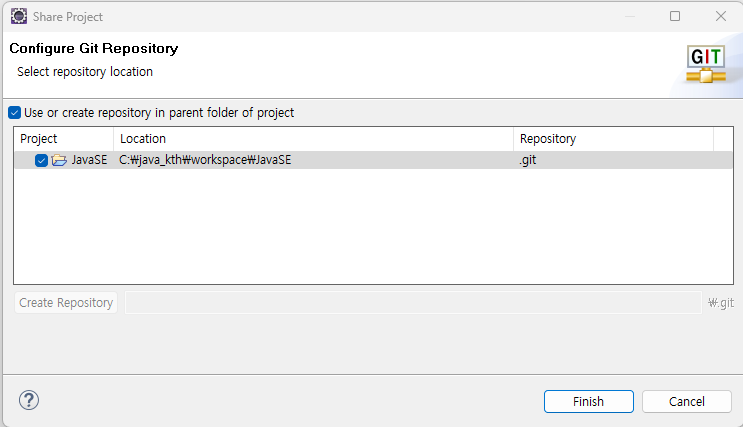 Share Project
Configure Git Repository
Select repository location
GIT
Use or create repository in parent folder of project
Project Location Repository
JavaSE C:₩java_kth₩workspace₩JavaSE .git
Create Repository ₩.git
? Finish Cancel